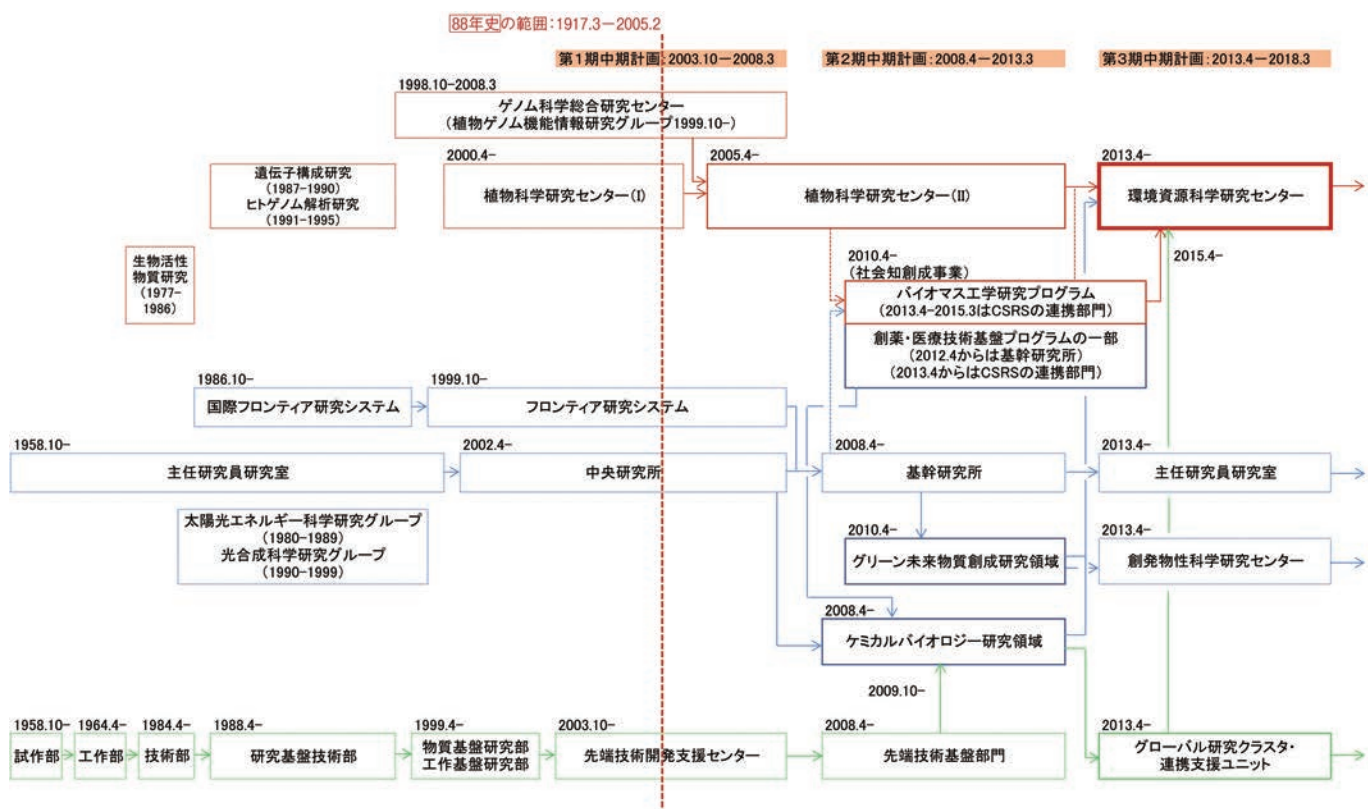 88年史の範囲:1917.3−2005.2
第1期中期計画:2003.10−2008.3
第2期中期計画:2008.4−2013.3
第3期中期計画:2013.4−2018.3
1998.10-2008.3
ゲノム科学総合研究センター
(植物ゲノム機能情報研究グループ1999.10-)
遺伝子構成研究
(1987-1990)
ヒトゲノム解析研究
(1991-1995)
2000.4-
植物科学研究センター(I)
2005.4-
植物科学研究センター(II)
2013.4-
環境資源科学研究センター
生物活性
物質研究
(1977-
1986)
2010.4-
(社会知創成事業)
バイオマス工学研究プログラム
(2013.4-2015.3はCSRSの連携部門)
創薬・医療技術基盤プログラムの一部
(2012.4からは基幹研究所)
(2013.4からはCSRSの連携部門)
2015.4-
1986.10-
国際フロンティア研究システム
1999.10-
フロンティア研究システム
1958.10-
主任研究員研究室
2002.4-
中央研究所
2008.4-
基幹研究所
2013.4-
主任研究員研究室
太陽光エネルギー科学研究グループ
(1980-1989)
光合成科学研究グループ
(1990-1999)
2010.4-
グリーン未来物質創成研究領域
2013.4-
創発物性科学研究センター
2008.4-
ケミカルバイオロジー研究領域
2009.10-
1958.10-
試作部
1964.4-
工作部
1984.4-
技術部
1988.4-
研究基盤技術部
1999.4-
物質基盤研究部
工作基盤研究部
2003.10-
先端技術開発支援センター
2008.4-
先端技術基盤部門
2013.4-
グローバル研究クラスタ・
連携支援ユニット